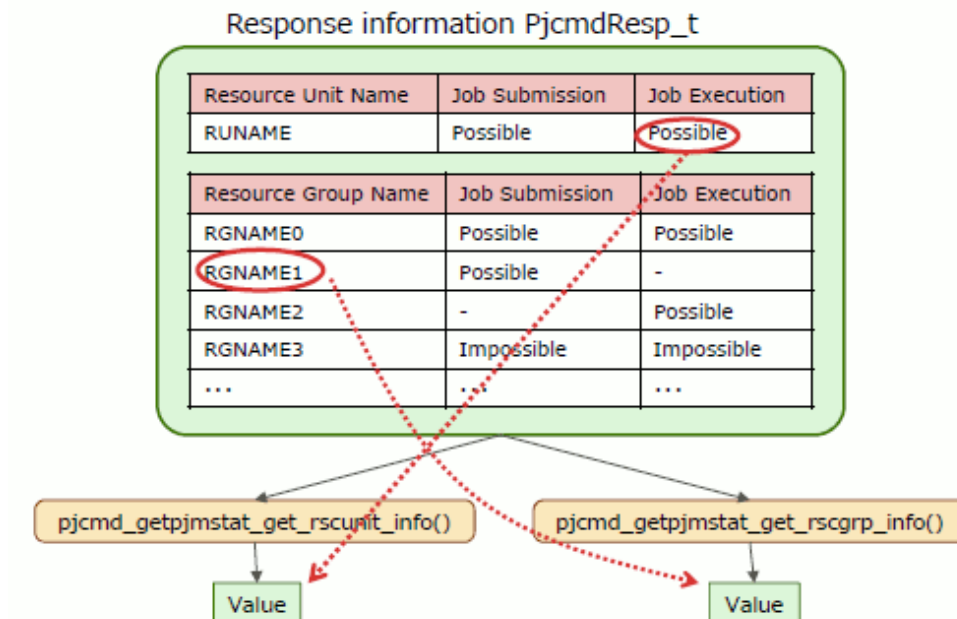 Response information PjcmdResp_t
Resource Unit Name Job Submission Job Execution
RUNAME Possible Possible
Resource Group Name Job Submission Job Execution
RGNAME0 Possible Possible
RGNAME1 Possible -
RGNAME2 - Possible
RGNAME3 Impossible Impossible
... ... ...
pjcmd_getpjmstat_get_rscunit_info() pjcmd_getpjmstat_get_rscgrp_info()
Value Value